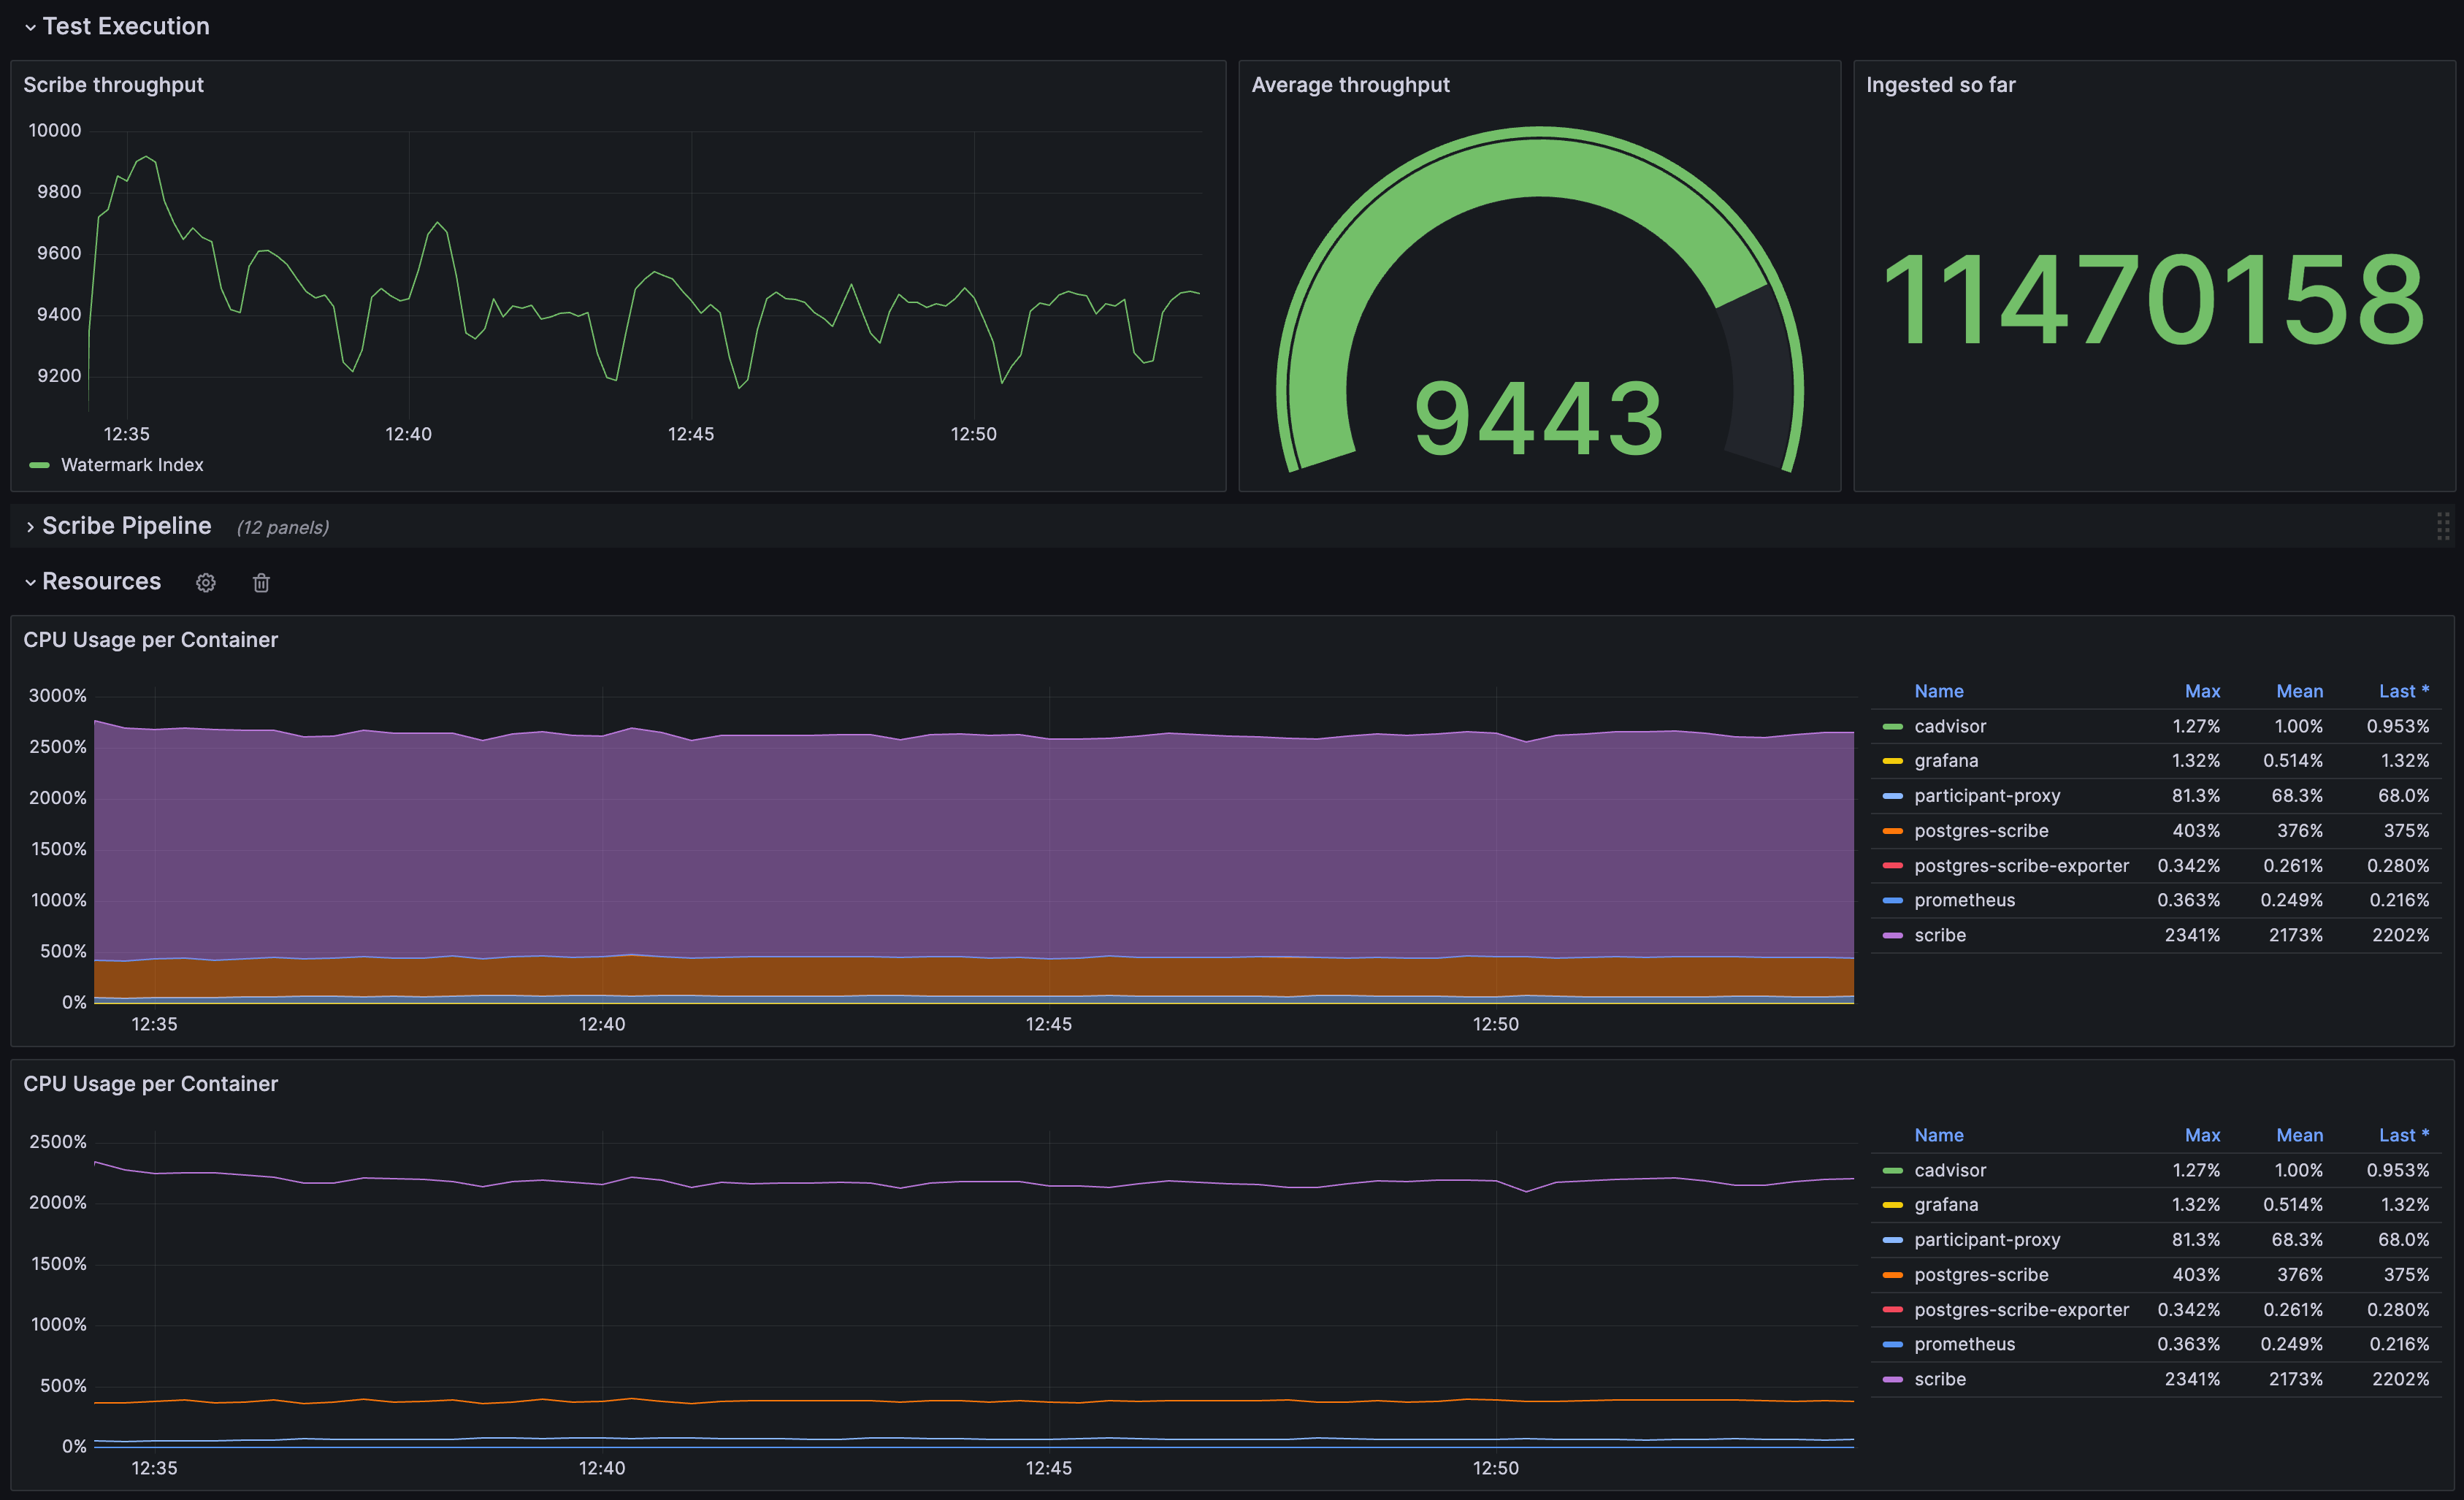 Test Execution
Scribe throughput
10000
9800
9600
9400
9200
12:35 12:40 12:45 12:50
Watermark Index
Average throughput
9443
Ingested so far
11470158
Scribe Pipeline (12 panels)
Resources
CPU Usage per Container
3000%
2500%
2000%
1500%
1000%
500%
0%
12:35 12:40 12:45 12:50
Name Max Mean Last *
cadvisor 1.27% 1.00% 0.953%
grafana 1.32% 0.514% 1.32%
participant-proxy 81.3% 68.3% 68.0%
postgres-scribe 403% 376% 375%
postgres-scribe-exporter 0.342% 0.261% 0.280%
prometheus 0.363% 0.249% 0.216%
scribe 2341% 2173% 2202%
CPU Usage per Container
2500%
2000%
1500%
1000%
500%
0%
12:35 12:40 12:45 12:50
Name Max Mean Last *
cadvisor 1.27% 1.00% 0.953%
grafana 1.32% 0.514% 1.32%
participant-proxy 81.3% 68.3% 68.0%
postgres-scribe 403% 376% 375%
postgres-scribe-exporter 0.342% 0.261% 0.280%
prometheus 0.363% 0.249% 0.216%
scribe 2341% 2173% 2202%